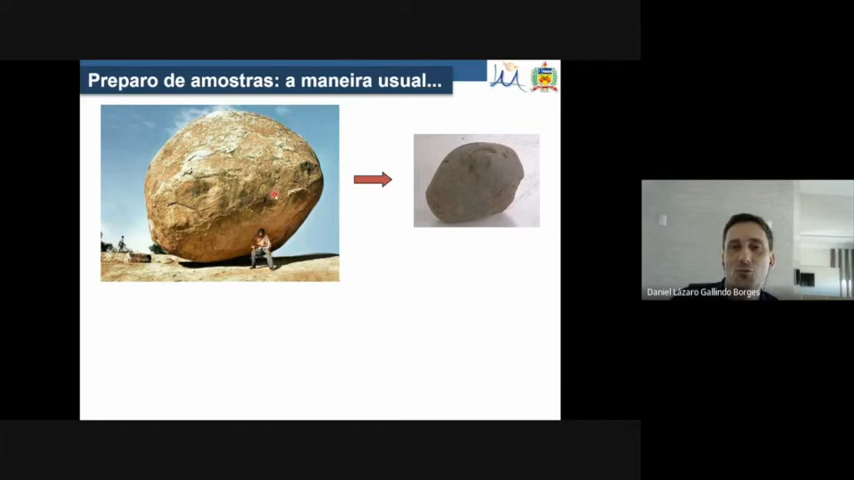 Preparo de amostras: a maneira usual...
Daniel Lázaro Gallindo Borges